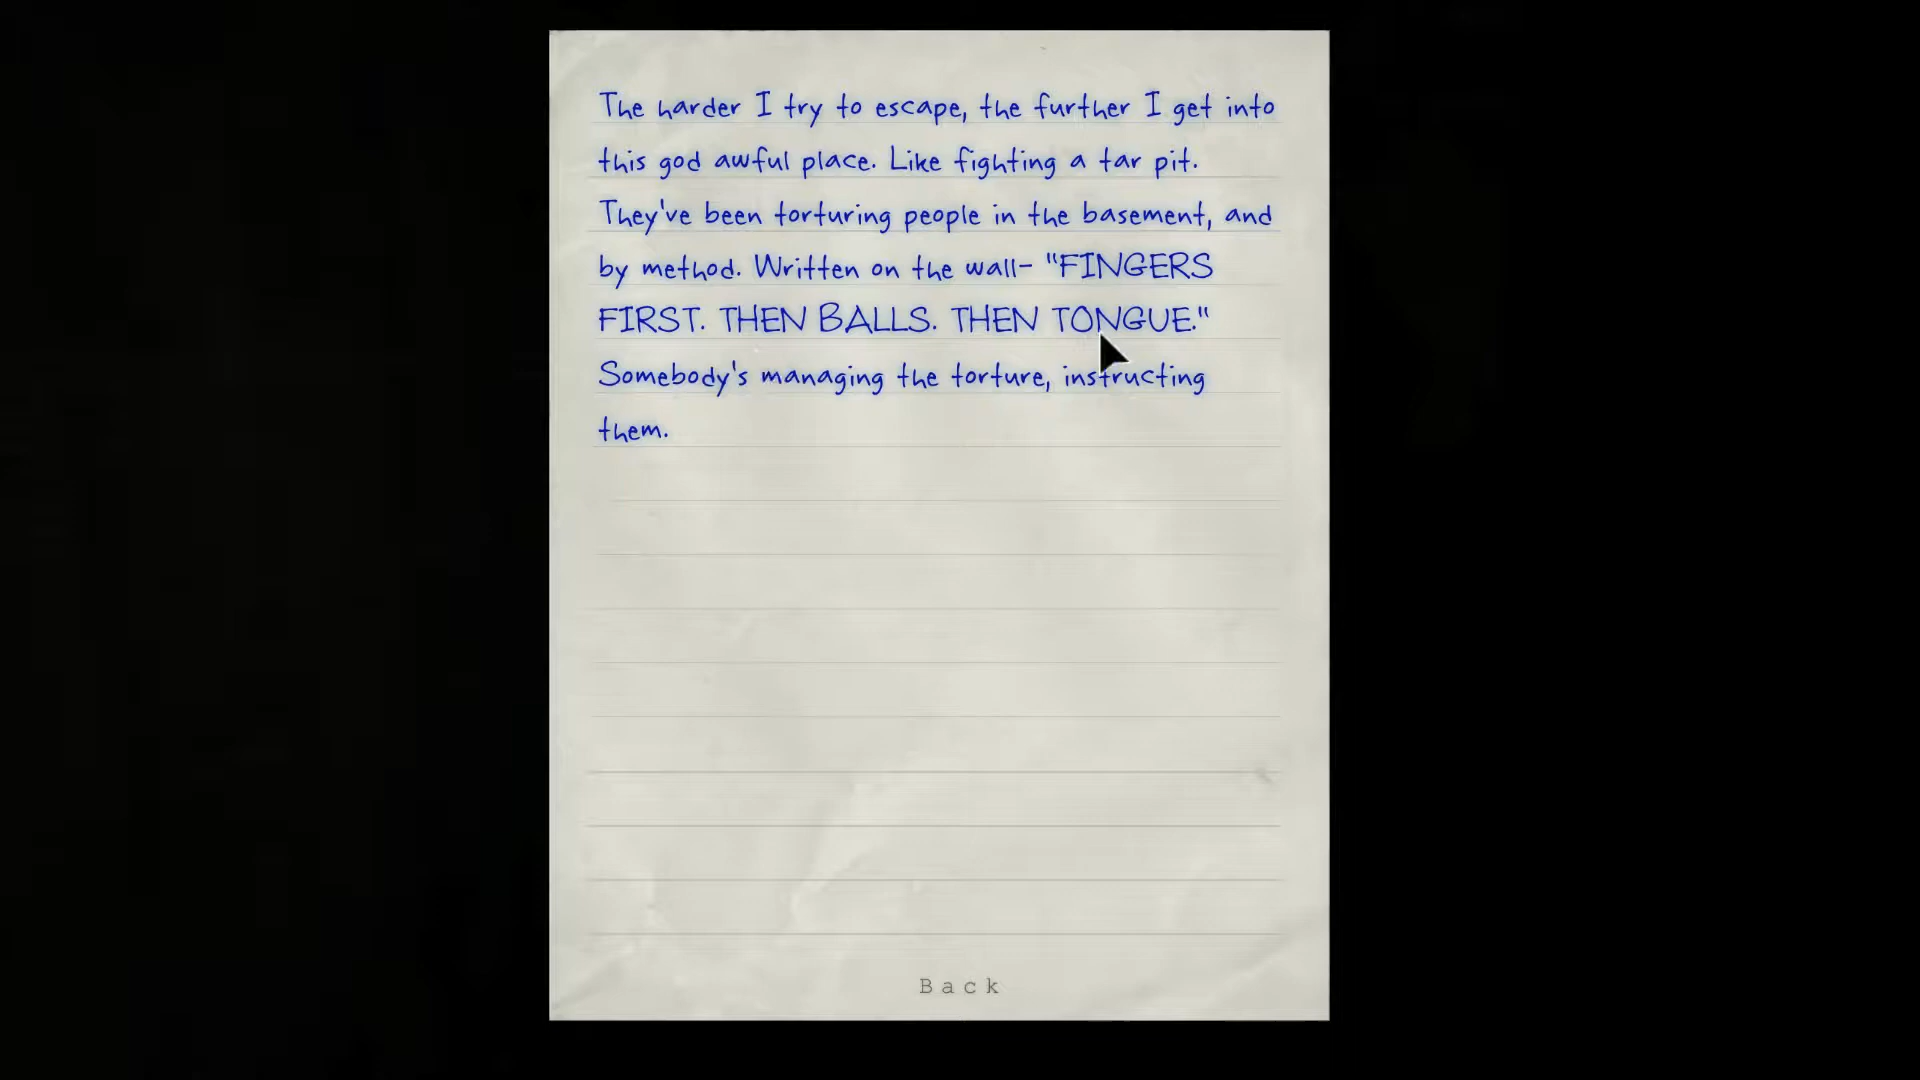 The harder I try to escape, the further I get into
this god awful place. Like fighting a tar pit.
They've been torturing people in the basement, and
by method. Written on the wall- "FINGERS
FIRST. THEN BALLS. THEN TONGUE."
Somebody's managing the torture, instructing
them.
Back